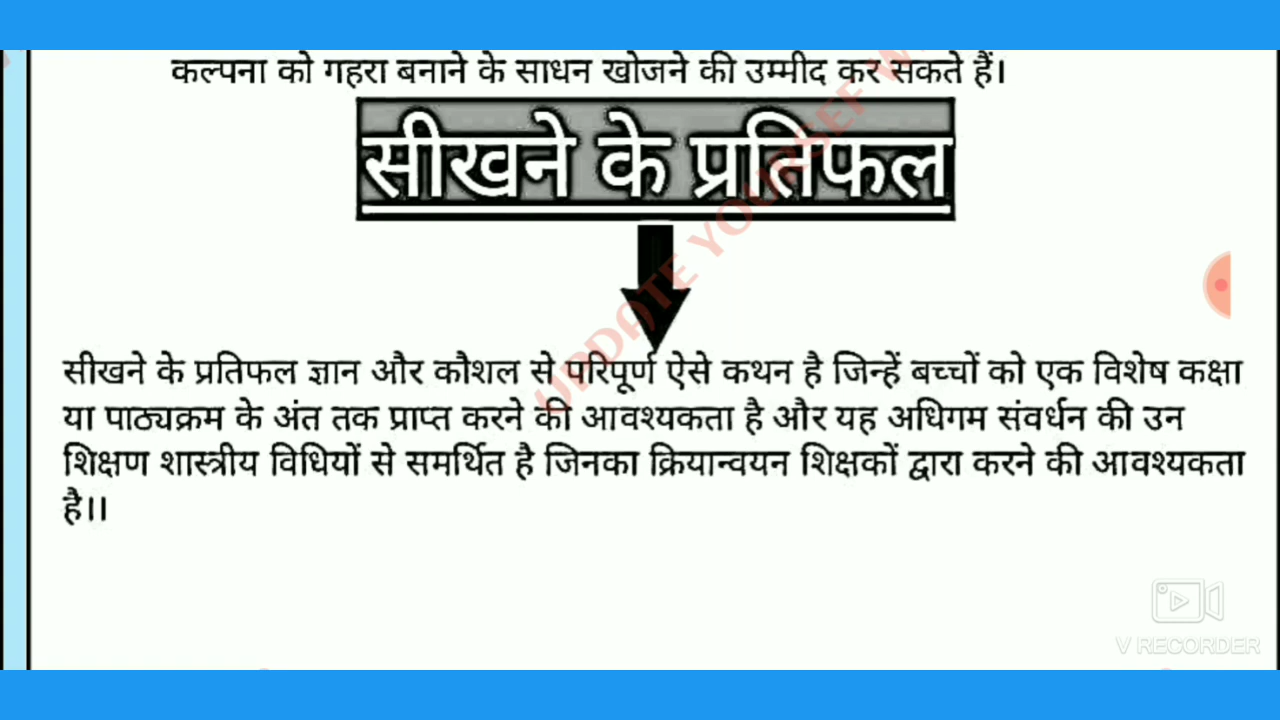 कल्पना को गहरा बनाने के साधन खोजने की उम्मीद कर सकते हैं।
सीखने के प्रतिफल
UPDATE YOURSEF
सीखने के प्रतिफल ज्ञान और कौशल से परिपूर्ण ऐसे कथन है जिन्हें बच्चों को एक विशेष कक्षा
या पाठ्यक्रम के अंत तक प्राप्त करने की आवश्यकता है और यह अधिगम संवर्धन की उन
शिक्षण शास्त्रीय विधियों से समर्थित है जिनका क्रियान्वयन शिक्षकों द्वारा करने की आवश्यकता
है।।
V RECORDER